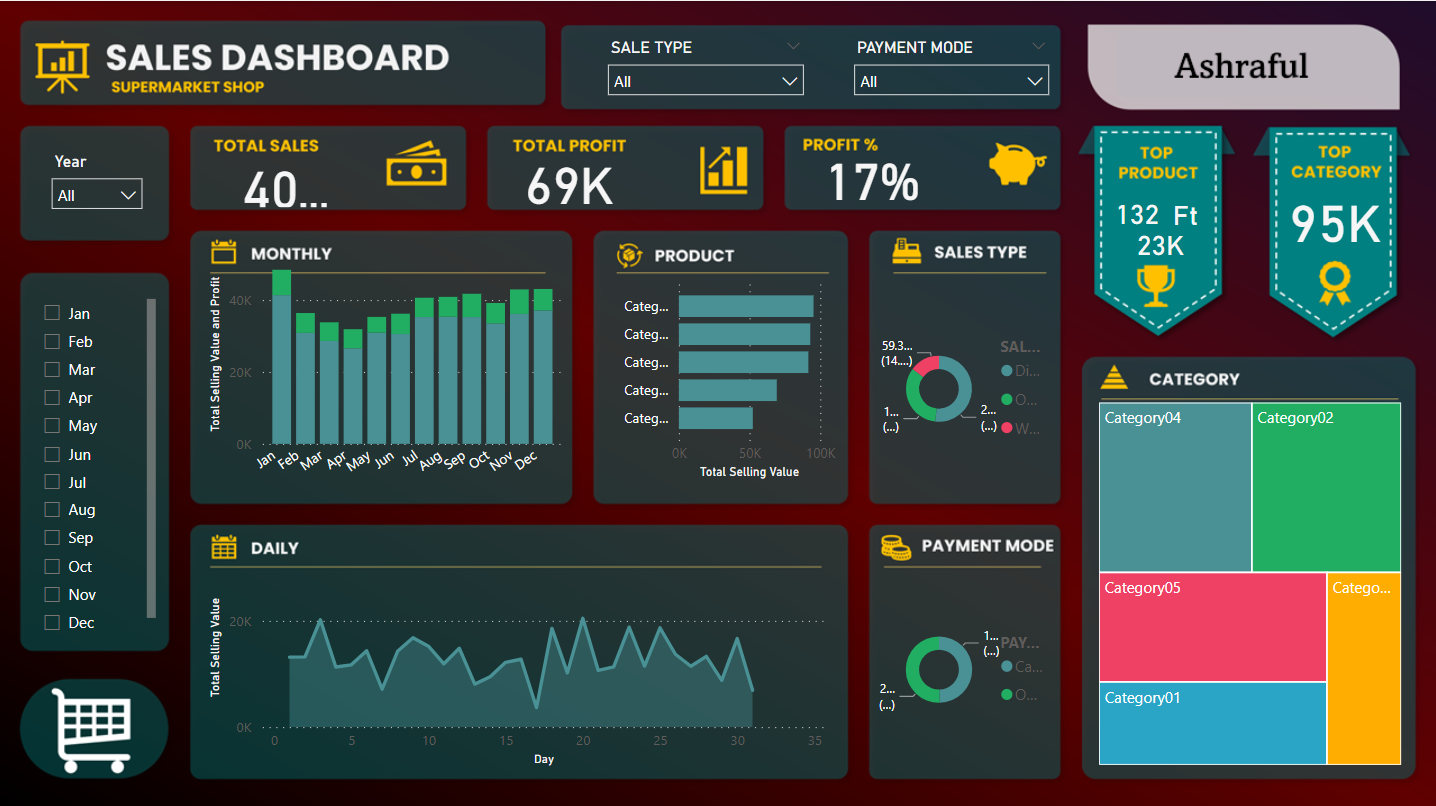 SALES DASHBOARD
SUPERMARKET SHOP
SALE TYPE
All
PAYMENT MODE
All
Ashraful
Year
All
TOTAL SALES
40...
TOTAL PROFIT
69K
PROFIT %
17%
TOP
PRODUCT
132 Ft
23K
TOP
CATEGORY
95K
Jan
Feb
Mar
Apr
May
Jun
Jul
Aug
Sep
Oct
Nov
Dec
MONTHLY
Total Selling Value and Profit
40K
20K
0K
Jan
Feb
Mar
Apr
May
Jun
Jul
Aug
Sep
Oct
Nov
Dec
PRODUCT
Categ...
Categ...
Categ...
Categ...
Categ...
0K
50K
100K
Total Selling Value
SALES TYPE
59.3...
(14....)
1...
(...)
2...
(...)
SAL...
Di...
O...
W...
CATEGORY
Category04
Category02
Category05
Catego...
Category01
DAILY
Total Selling Value
20K
0K
0
5
10
15
20
25
30
35
Day
PAYMENT MODE
1...
(...)
2...
(...)
PAY...
Ca...
O...